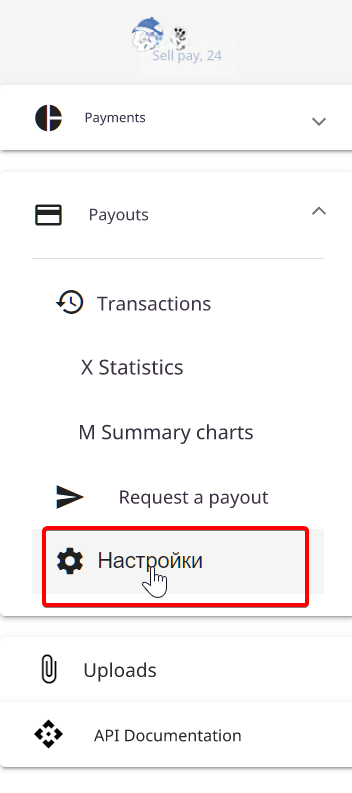 Sell pay, 24
Payments
Payouts
Transactions
X Statistics
M Summary charts
Request a payout
Настройки
Uploads
API Documentation